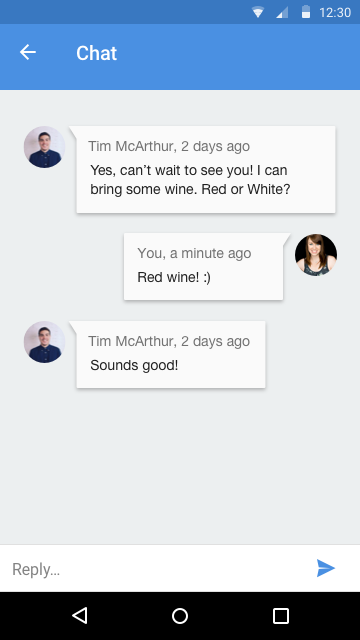 12:30
Chat
Tim McArthur, 2 days ago
Yes, can't wait to see you! I can
bring some wine. Red or White?
You, a minute ago
Red wine! :)
Tim McArthur, 2 days ago
Sounds good!
Reply...